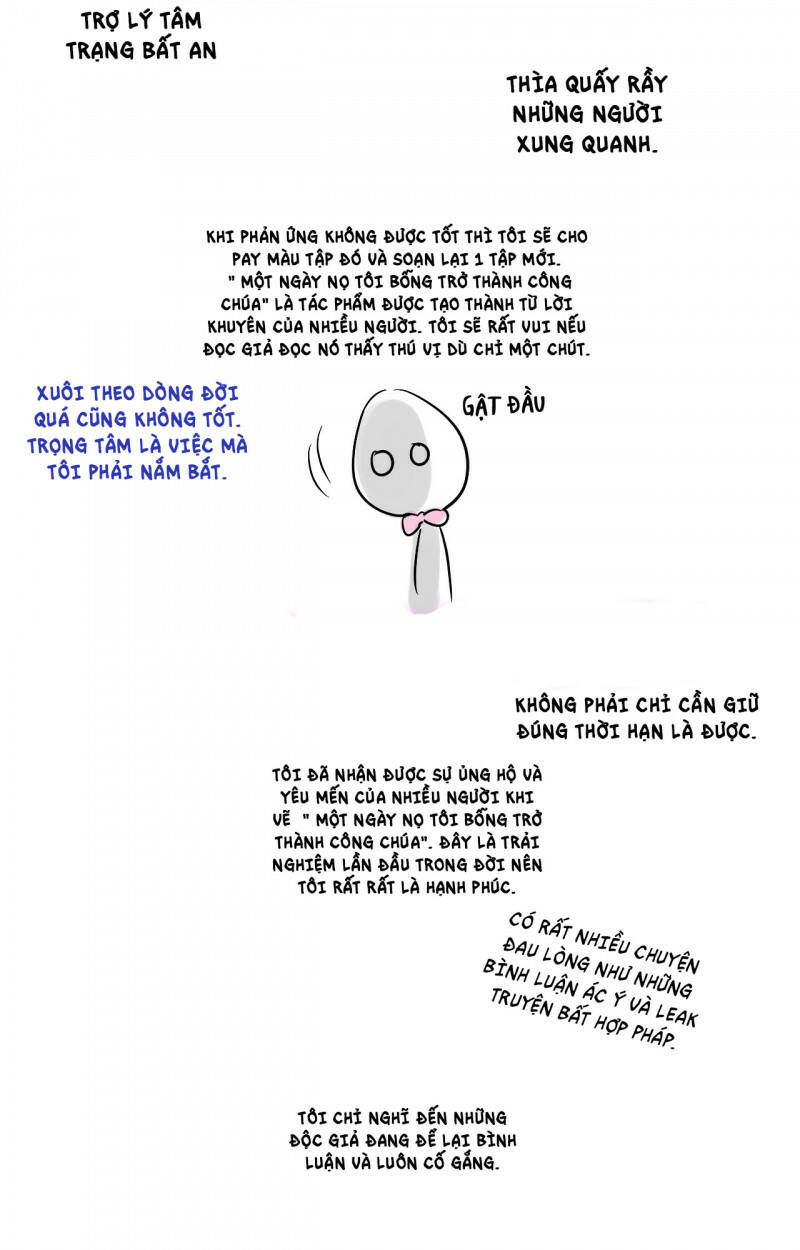 TRỢ LÝ TÂM
TRẠNG BẤT AN
THÌA QUẤY RẦY
NHỮNG NGƯỜI
XUNG QUANH.
KHI PHẢN ỨNG KHÔNG ĐƯỢC TỐT THÌ TÔI SẼ CHO
PAY MÀU TẬP ĐÓ VÀ SOẠN LẠI 1 TẬP MỚI.
" MỘT NGÀY NỌ TÔI BỖNG TRỞ THÀNH CÔNG
CHÚA" LÀ TÁC PHẨM ĐƯỢC TẠO THÀNH TỪ LỜI
KHUYÊN CỦA NHIỀU NGƯỜI. TÔI SẼ RẤT VUI NẾU
ĐỌC GIẢ ĐỌC NÓ THẤY THÚ VỊ DÙ CHỈ MỘT CHÚT.
XUÔI THEO DÒNG ĐỜI
QUÁ CŨNG KHÔNG TỐT.
TRỌNG TÂM LÀ VIỆC MÀ
TÔI PHẢI NẮM BẮT.
GẬT ĐẦU
KHÔNG PHẢI CHỈ CẦN GIỮ
ĐÚNG THỜI HẠN LÀ ĐƯỢC.
TÔI ĐÃ NHẬN ĐƯỢC SỰ ỦNG HỘ VÀ
YÊU MẾN CỦA NHIỀU NGƯỜI KHI
VẼ " MỘT NGÀY NỌ TÔI BỖNG TRỞ
THÀNH CÔNG CHÚA". ĐÂY LÀ TRẢI
NGHIỆM LẦN ĐẦU TRONG ĐỜI NÊN
TÔI RẤT RẤT LÀ HẠNH PHÚC.
CÓ RẤT NHIỀU CHUYỆN
ĐAU LÒNG NHƯ NHỮNG
BÌNH LUẬN ÁC Ý VÀ LEAK
TRUYỆN BẤT HỢP PHÁP.
TÔI CHỈ NGHĨ ĐẾN NHỮNG
ĐỘC GIẢ ĐANG ĐỂ LẠI BÌNH
LUẬN VÀ LUÔN CỐ GẮNG.